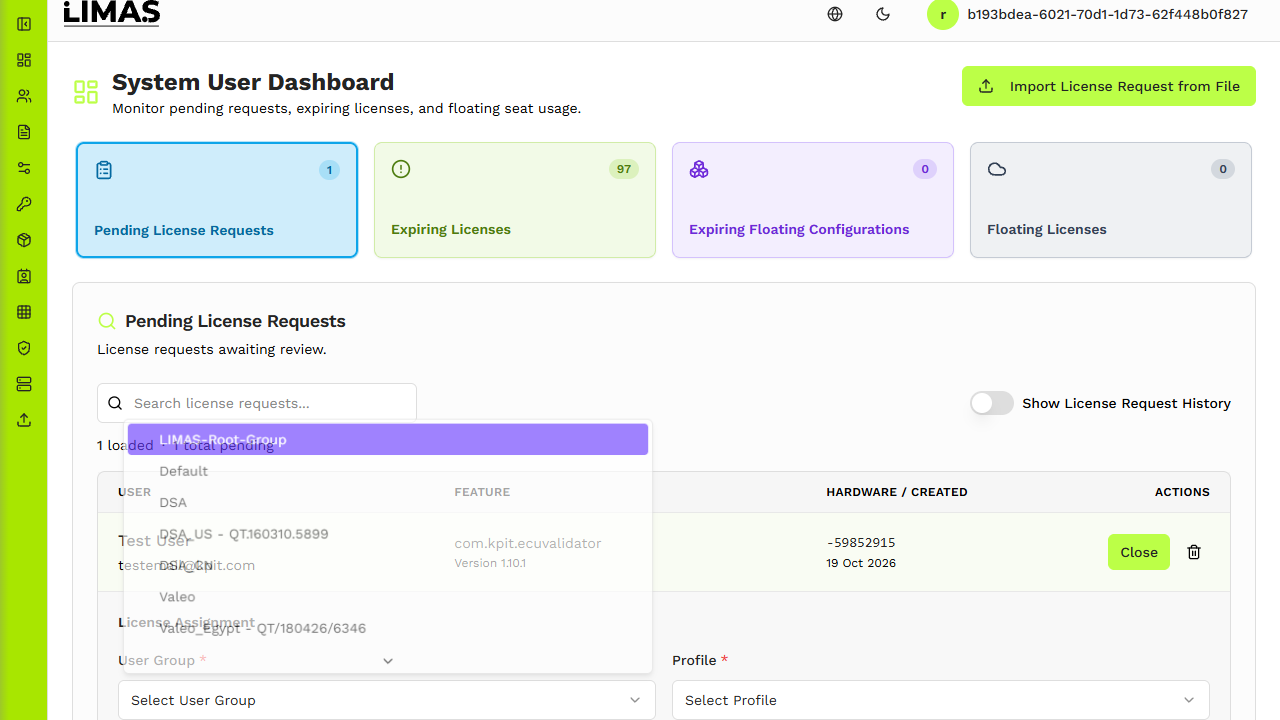 LIMAS
r
b193bdea-6021-70d1-1d73-62f448b0f827
System User Dashboard
Monitor pending requests, expiring licenses, and floating seat usage.
Import License Request from File
1
Pending License Requests
97
Expiring Licenses
0
Expiring Floating Configurations
0
Floating Licenses
Pending License Requests
License requests awaiting review.
Search license requests...
Show License Request History
1 loaded · 1 total pending
LIMAS-Root-Group
Default
DSA
DSA_US - QT.160310.5899
DSA_CN
Valeo
Valeo_Egypt - QT/180426/6346
USER
FEATURE
HARDWARE / CREATED
ACTIONS
Test User
com.kpit.ecuvalidator
Version 1.10.1
-59852915
19 Oct 2026
Close
License Assignment
User Group *
Profile *
Select User Group
Select Profile